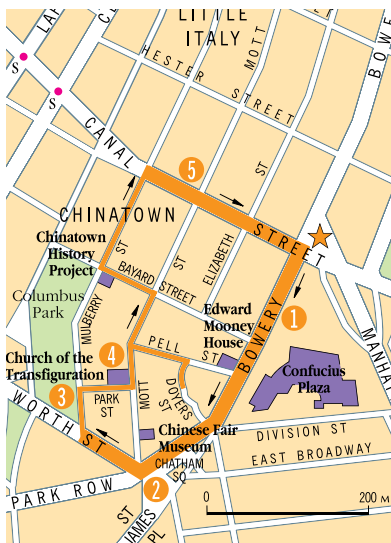 LITTLE
ITALY
LAF
MOTT
BOWE
HESTER STREET
S
S
CANAL STREET
5
ST
ST
ELIZABETH
ST
CHINATOWN
Chinatown
History
Project
BAYARD STREET
Columbus
Park
MULBERRY
Edward
Mooney
House
BOWERY
1
MANHA
PELL ST
4
Church of the
Transfiguration
Confucius
Plaza
DOYERS
ST
3
PARK
ST
MOTT
WORTH ST
Chinese Fair
Museum
DIVISION ST
EAST BROADWAY
CHATHAM
SQ
2
PARK ROW
ST
JAMES
PL
0 200 M